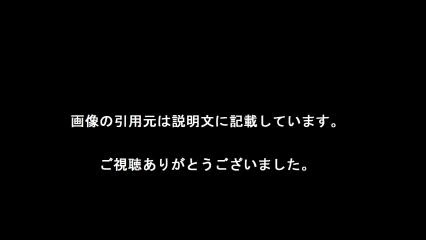 画像の引用元は説明文に記載しています。
ご視聴ありがとうございました。